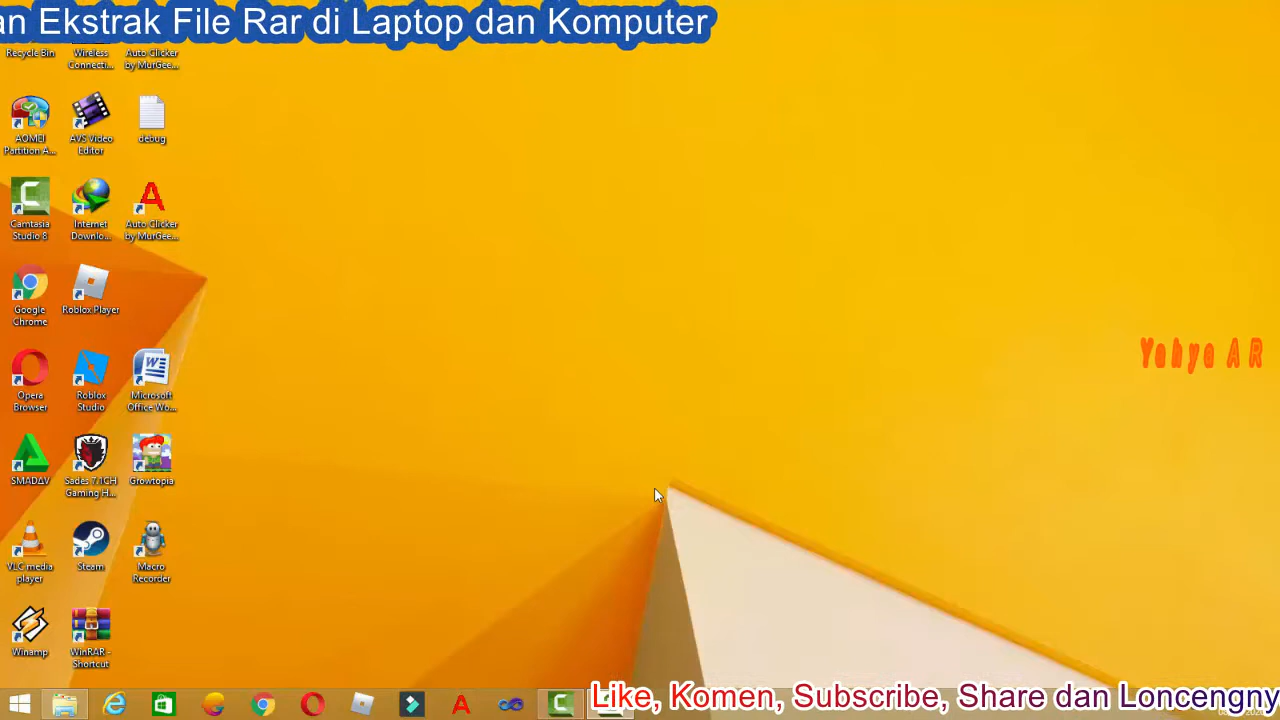 an Ekstrak File Rar di Laptop dan Komputer
Recycle Bin
Wireless
Connecti...
Auto Clicker
by MurGee...
AOMEI
Partition A...
AVS Video
Editor
debug
Camtasia
Studio 8
Internet
Downlo...
Auto Clicker
by MurGee...
Google
Chrome
Roblox Player
Opera
Browser
Roblox
Studio
Microsoft
Office Wo...
SMADΔV
Sades 7/1CH
Gaming H...
Growtopia
VLC media
player
Steam
Macro
Recorder
Winamp
WinRAR -
Shortcut
Yahya AR
Like, Komen, Subscribe, Share dan Loncengny